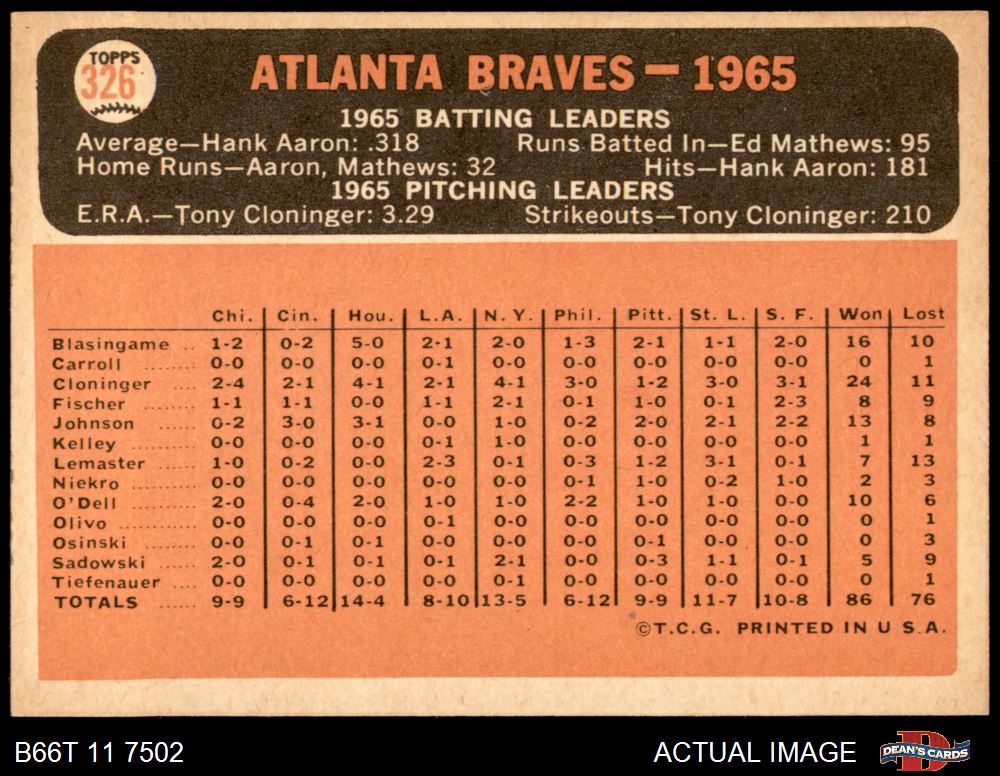 TOPPS
326
ATLANTA BRAVES — 1965
1965 BATTING LEADERS
Average—Hank Aaron: .318 Runs Batted In—Ed Mathews: 95
Home Runs—Aaron, Mathews: 32 Hits—Hank Aaron: 181
1965 PITCHING LEADERS
E.R.A.—Tony Cloninger: 3.29 Strikeouts—Tony Cloninger: 210
Chi. Cin. Hou. L.A. N. Y. Phil. Pitt. St. L. S. F. Won Lost
Blasingame .. 1-2 0-2 5-0 2-1 2-0 1-3 2-1 1-1 2-0 16 10
Carroll ....... 0-0 0-0 0-0 0-1 0-0 0-0 0-0 0-0 0-0 0 1
Cloninger ..... 2-4 2-1 4-1 2-1 4-1 3-0 1-2 3-0 3-1 24 11
Fischer ........ 1-1 1-1 0-0 1-1 2-1 0-1 1-0 0-1 2-3 8 9
Johnson ....... 0-2 3-0 3-1 0-0 1-0 0-2 2-0 2-1 2-2 13 8
Kelley ......... 0-0 0-0 0-0 0-1 1-0 0-0 0-0 0-0 0-0 1 1
Lemaster ...... 1-0 0-2 0-0 2-3 0-1 0-3 1-2 3-1 0-1 7 13
Niekro ......... 0-0 0-0 0-0 0-0 0-0 0-1 1-0 0-2 1-0 2 3
O'Dell ......... 2-0 0-4 2-0 1-0 1-0 2-2 1-0 1-0 0-0 10 6
Olivo ........... 0-0 0-0 0-0 0-1 0-0 0-0 0-0 0-0 0-0 0 1
Osinski ....... 0-0 0-1 0-1 0-0 0-0 0-0 0-1 0-0 0-0 0 3
Sadowski ..... 2-0 0-1 0-1 0-1 2-1 0-0 0-3 1-1 0-1 5 9
Tiefenauer .... 0-0 0-0 0-0 0-0 0-1 0-0 0-0 0-0 0-0 0 1
TOTALS ...... 9-9 6-12 14-4 8-10 13-5 6-12 9-9 11-7 10-8 86 76
©T.C.G. PRINTED IN U S.A.
B66T 11 7502 ACTUAL IMAGE DEAN'S CARDS